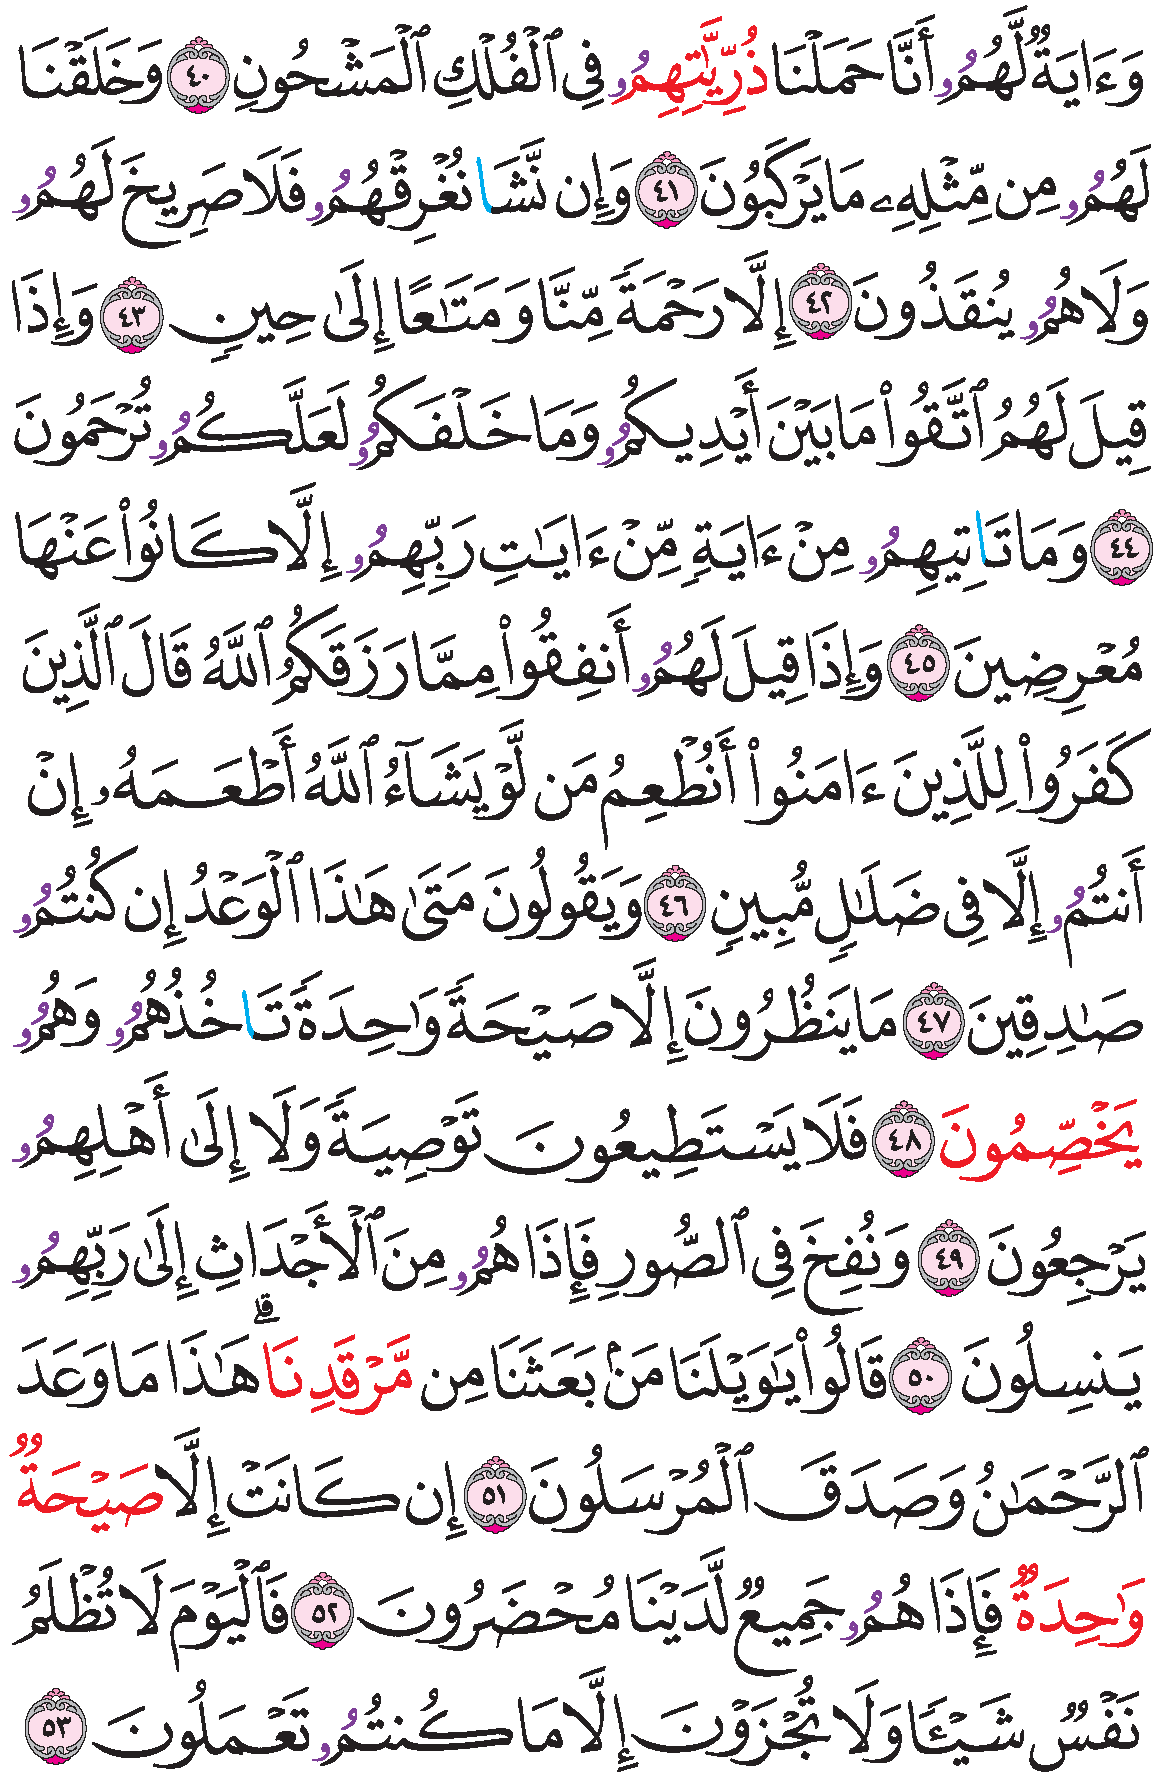 وَءَايَةٞ لَّهُمُۥ أَنَّا حَمَلۡنَا ذُرِّيَّٰتِهِمُۥ فِي ٱلۡفُلۡكِ ٱلۡمَشۡحُونِ ٤٠ وَخَلَقۡنَا
لَهُمُۥ مِن مِّثۡلِهِۦ مَا يَرۡكَبُونَ ٤١ وَإِن نَّشَا نُغۡرِقۡهُمُۥ فَلَا صَرِيخَ لَهُمُۥ
وَلَا هُمُۥ يُنقَذُونَ ٤٢ إِلَّا رَحۡمَةٗ مِّنَّا وَمَتَٰعًا إِلَىٰ حِينٖ ٤٣ وَإِذَا
قِيلَ لَهُمُ ٱتَّقُواْ مَا بَيۡنَ أَيۡدِيكُمُۥ وَمَا خَلۡفَكُمُۥ لَعَلَّكُمُۥ تُرۡحَمُونَ
٤٤ وَمَا تَاتِيهِمُۥ مِنۡ ءَايَةٖ مِّنۡ ءَايَٰتِ رَبِّهِمُۥ إِلَّا كَانُواْ عَنۡهَا
مُعۡرِضِينَ ٤٥ وَإِذَا قِيلَ لَهُمُۥ أَنفِقُواْ مِمَّا رَزَقَكُمُ ٱللَّهُ قَالَ ٱلَّذِينَ
كَفَرُواْ لِلَّذِينَ ءَامَنُواْ أَنُطۡعِمُ مَن لَّوۡ يَشَآءُ ٱللَّهُ أَطۡعَمَهُۥ إِنۡ
أَنتُمُۥ إِلَّا فِي ضَلَٰلٖ مُّبِينٖ ٤٦ وَيَقُولُونَ مَتَىٰ هَٰذَا ٱلۡوَعۡدُ إِن كُنتُمُۥ
صَٰدِقِينَ ٤٧ مَا يَنظُرُونَ إِلَّا صَيۡحَةٗ وَٰحِدَةٗ تَاخُذُهُمُۥ وَهُمُۥ
يَخۡصِّمُونَ ٤٨ فَلَا يَسۡتَطِيعُونَ تَوۡصِيَةٗ وَلَا إِلَىٰ أَهۡلِهِمُۥ
يَرۡجِعُونَ ٤٩ وَنُفِخَ فِي ٱلصُّورِ فَإِذَا هُمُۥ مِنَ ٱلۡأَجۡدَاثِ إِلَىٰ رَبِّهِمُۥ
يَنسِلُونَ ٥٠ قَالُواْ يَٰوَيۡلَنَا مَنۢ بَعَثَنَا مِن مَّرۡقَدِنَاۗ هَٰذَا مَا وَعَدَ
ٱلرَّحۡمَٰنُ وَصَدَقَ ٱلۡمُرۡسَلُونَ ٥١ إِن كَانَتۡ إِلَّا صَيۡحَةٞ
وَٰحِدَةٞ فَإِذَا هُمُۥ جَمِيعٞ لَّدَيۡنَا مُحۡضَرُونَ ٥٢ فَٱلۡيَوۡمَ لَا تُظۡلَمُ
نَفۡسٞ شَيۡـٔٗا وَلَا تُجۡزَوۡنَ إِلَّا مَا كُنتُمُۥ تَعۡمَلُونَ ٥٣